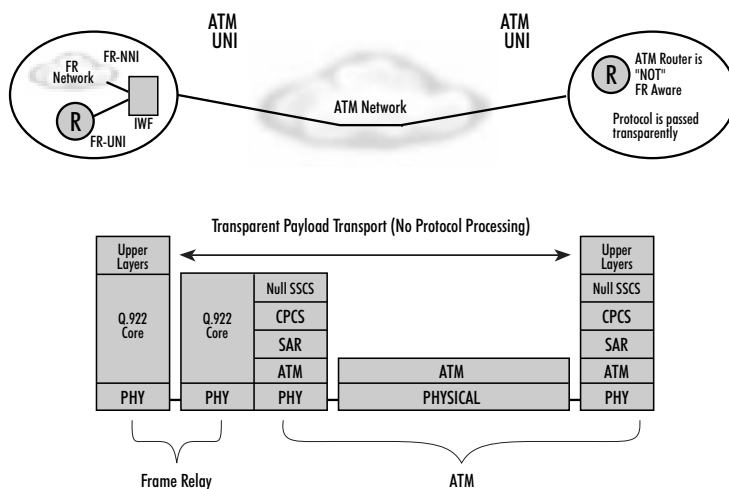 ATM
UNI
ATM
UNI
FR-NNI
FR
Network
R
IWF
FR-UNI
ATM Network
R
ATM Router is
"NOT"
FR Aware
Protocol is passed
transparently
Transparent Payload Transport (No Protocol Processing)
Upper
Layers
Q.922
Core
PHY
Q.922
Core
PHY
Null SSCS
CPCS
SAR
ATM
PHY
ATM
PHYSICAL
Upper
Layers
Null SSCS
CPCS
SAR
ATM
PHY
Frame Relay
ATM